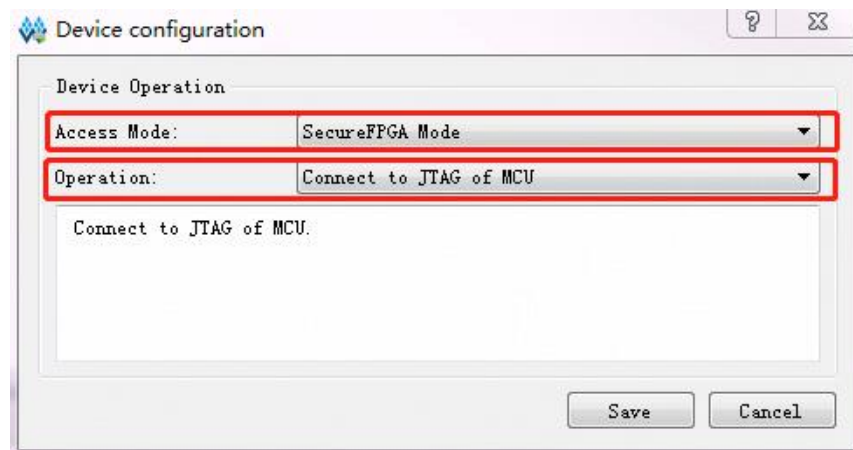 Device configuration
Device Operation
Access Mode: SecureFPGA Mode
Operation: Connect to JTAG of MCU
Connect to JTAG of MCU.
Save Cancel